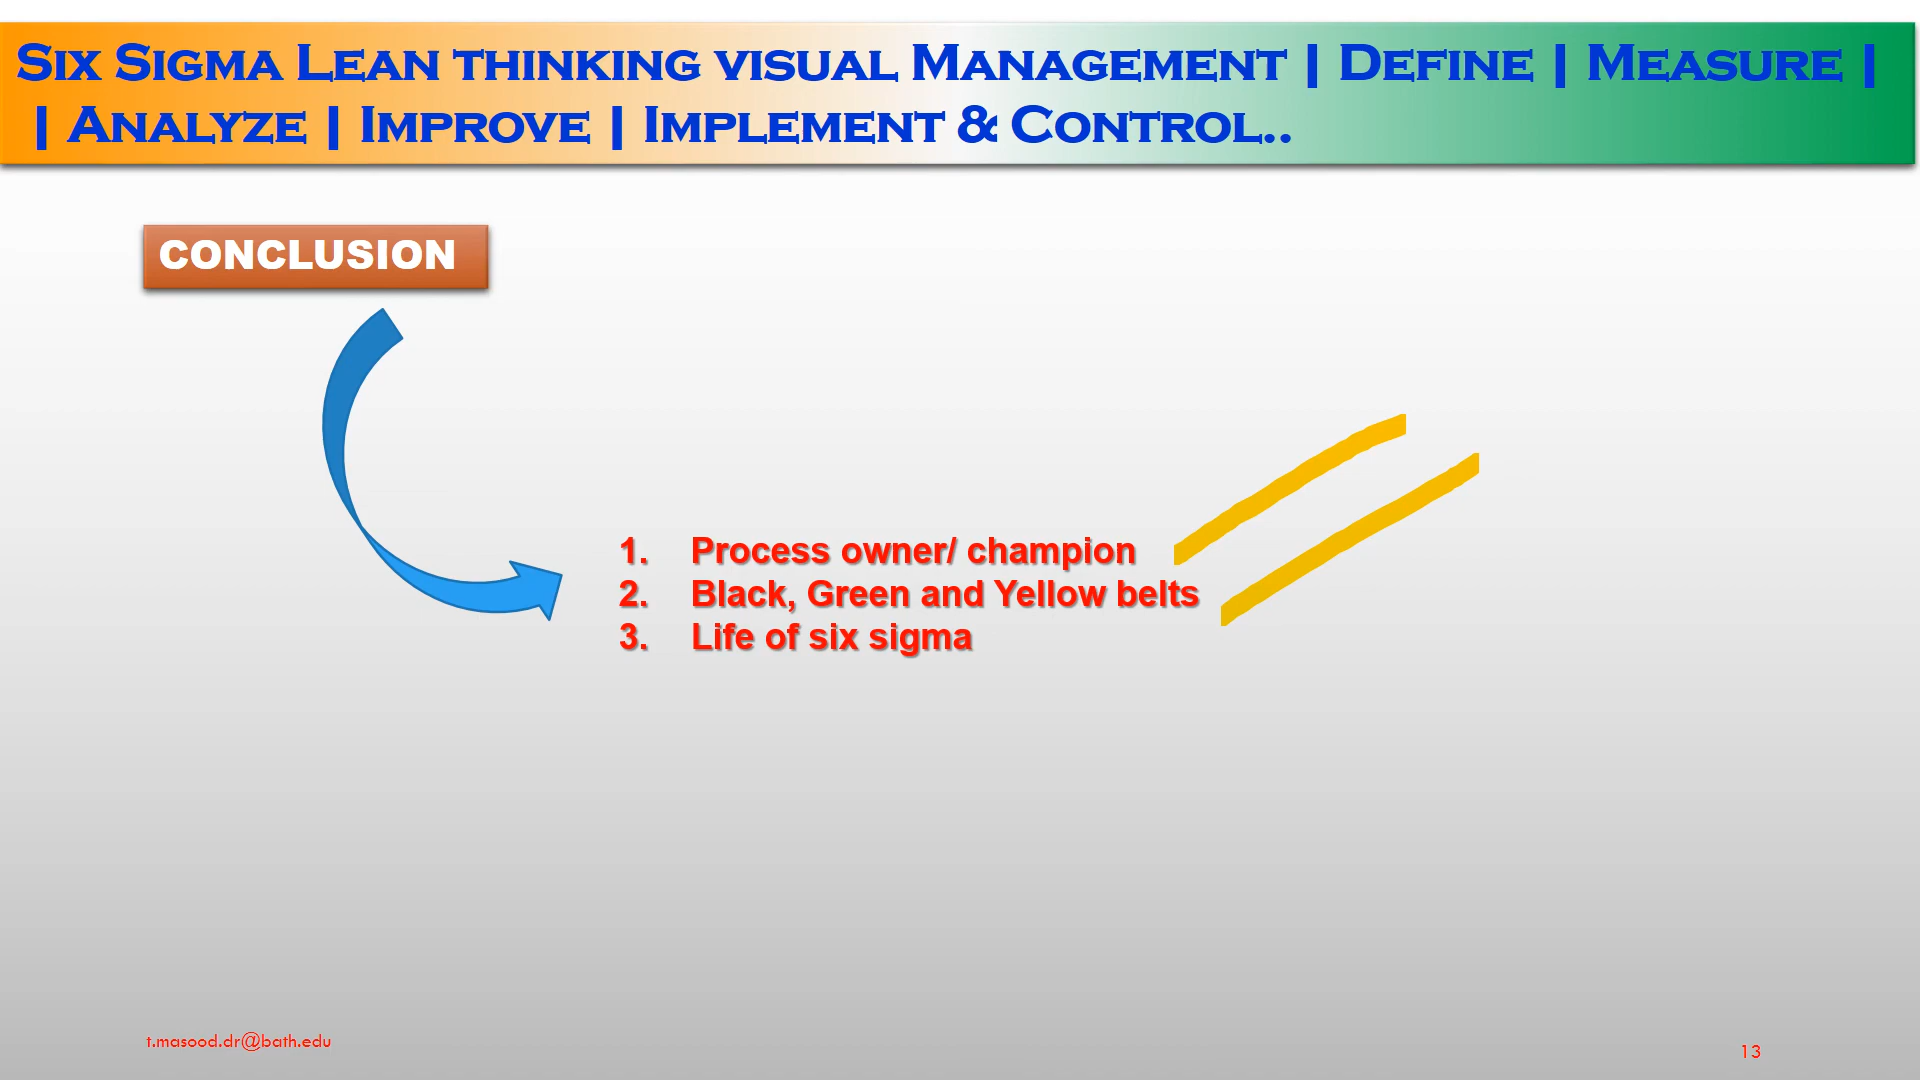 Six Sigma Lean thinking visual Management | Define | Measure |
| Analyze | Improve | Implement & Control..
CONCLUSION
1. Process owner/ champion
2. Black, Green and Yellow belts
3. Life of six sigma
t.masood.dr@bath.edu
13